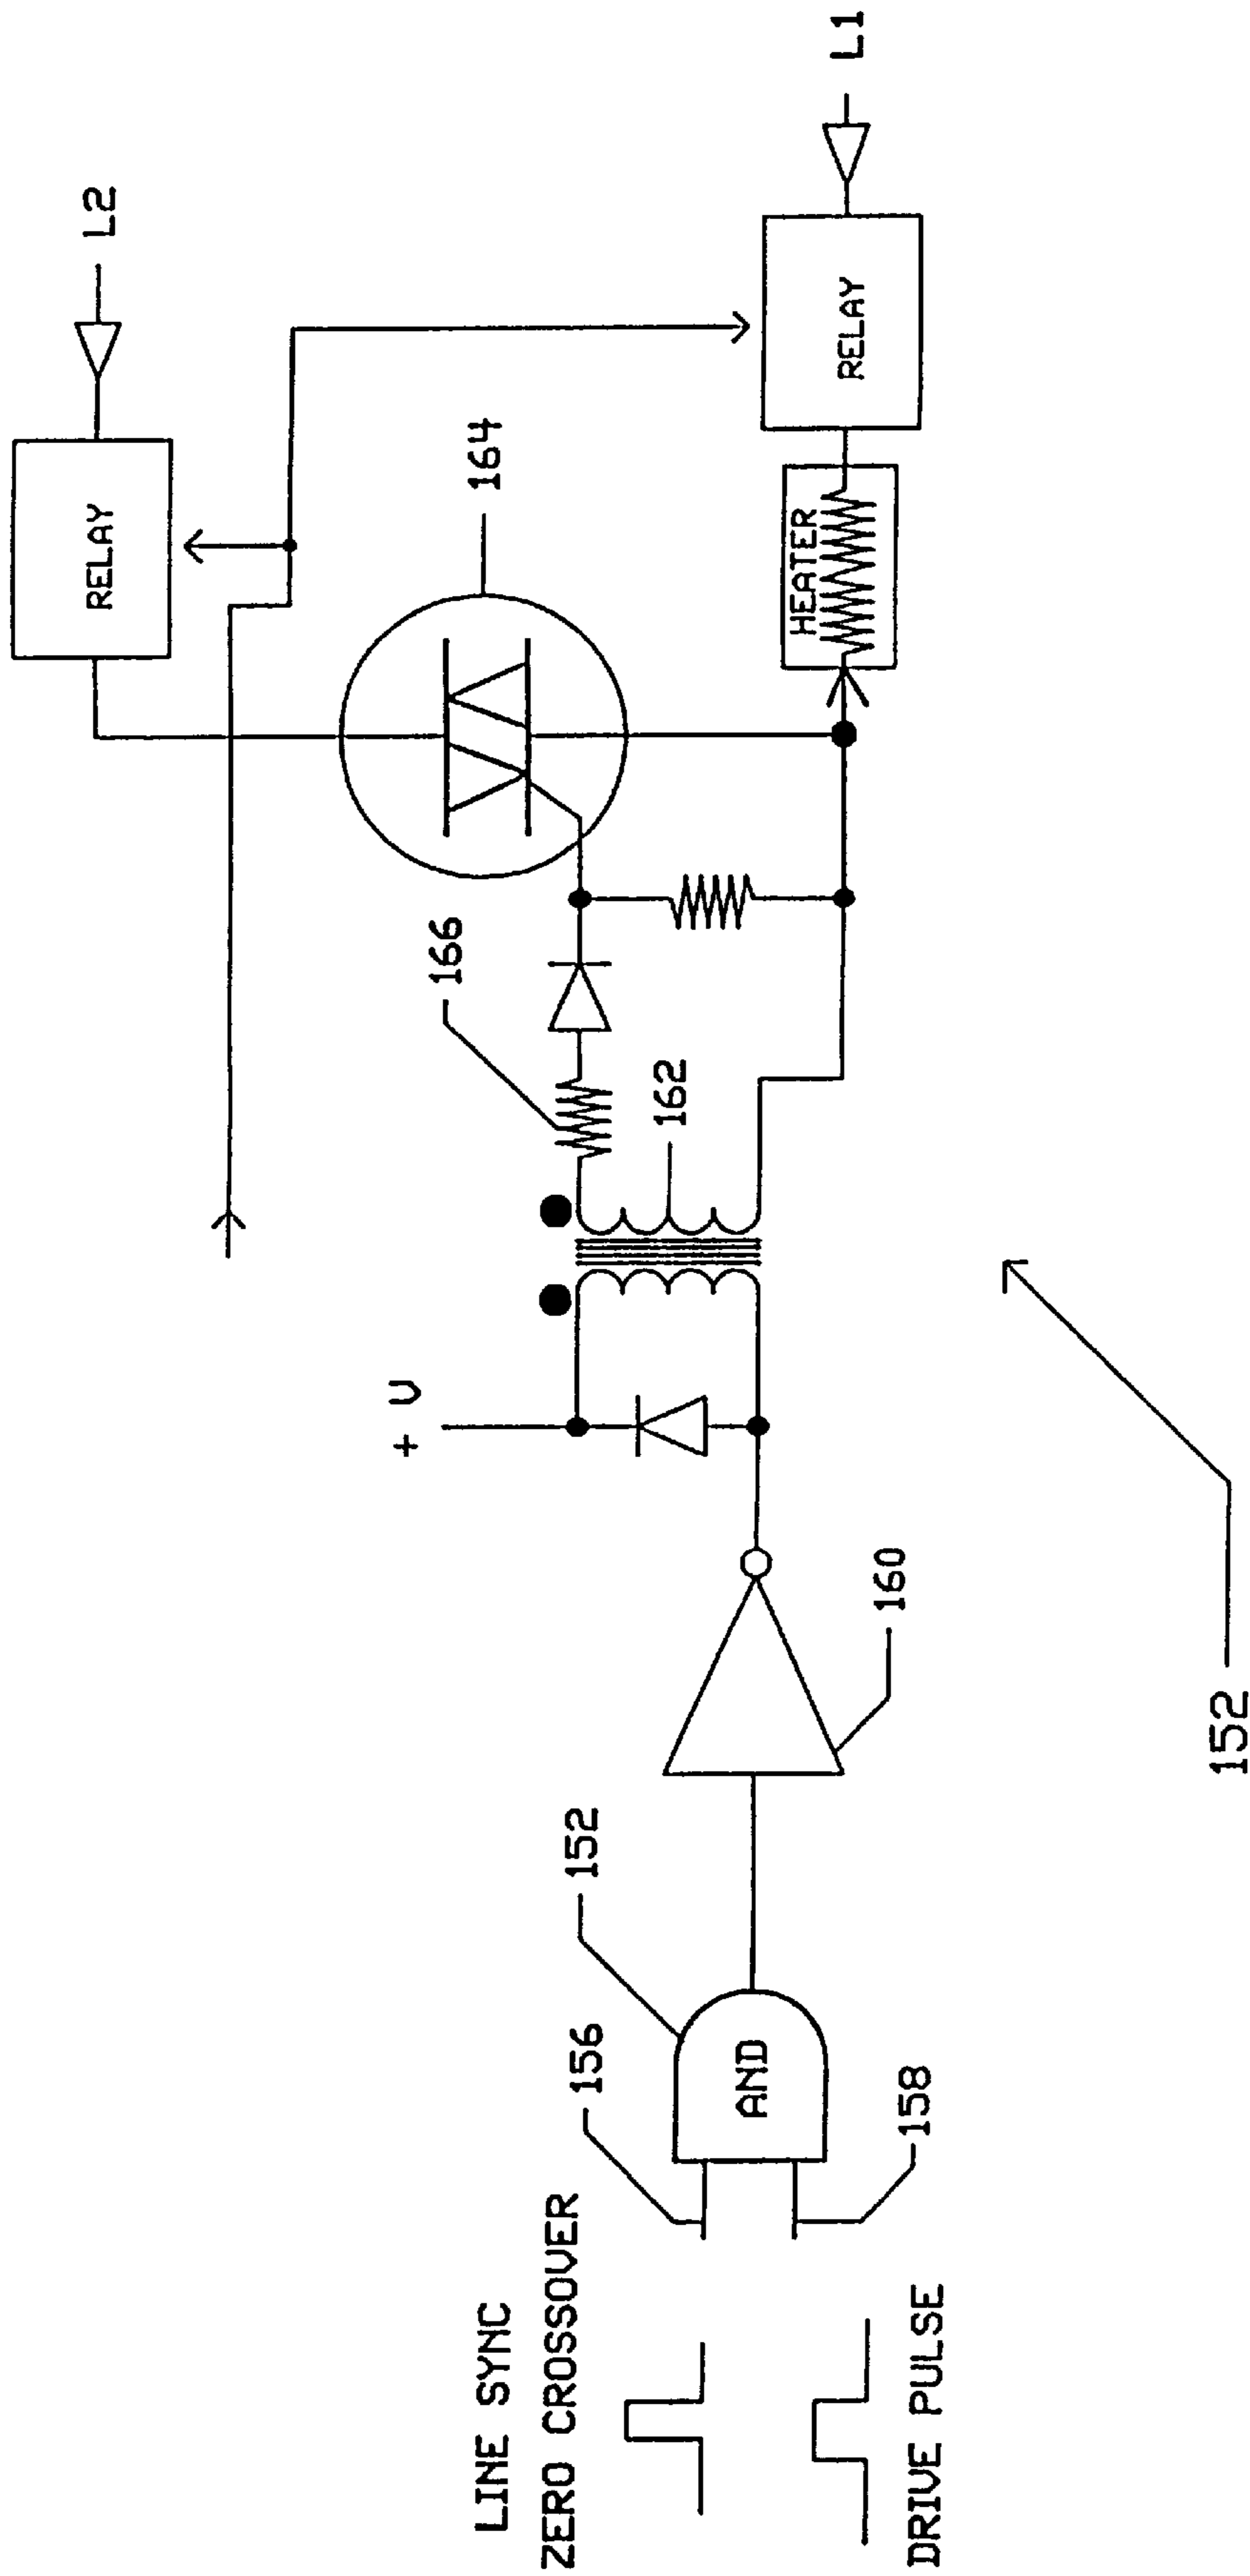 LINE SYNC
ZERO CROSSOVER
DRIVE PULSE
156
158
AND
152
160
+ V
162
166
164
RELAY
L2
HEATER
RELAY
L1
152